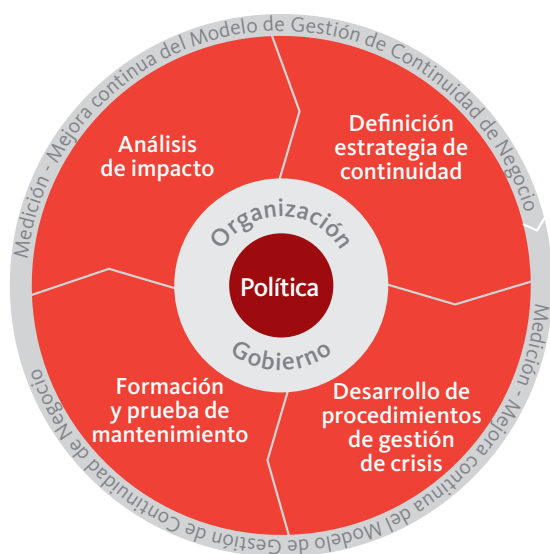 Medición - Mejora continua del Modelo de Gestión de Continuidad de Negocio
Análisis
de impacto
Definición
estrategia de
continuidad
Organización
Política
Gobierno
Formación
y prueba de
mantenimiento
Desarrollo de
procedimientos
de gestión
de crisis
Medición - Mejora continua del Modelo de Gestión de Continuidad de Negocio